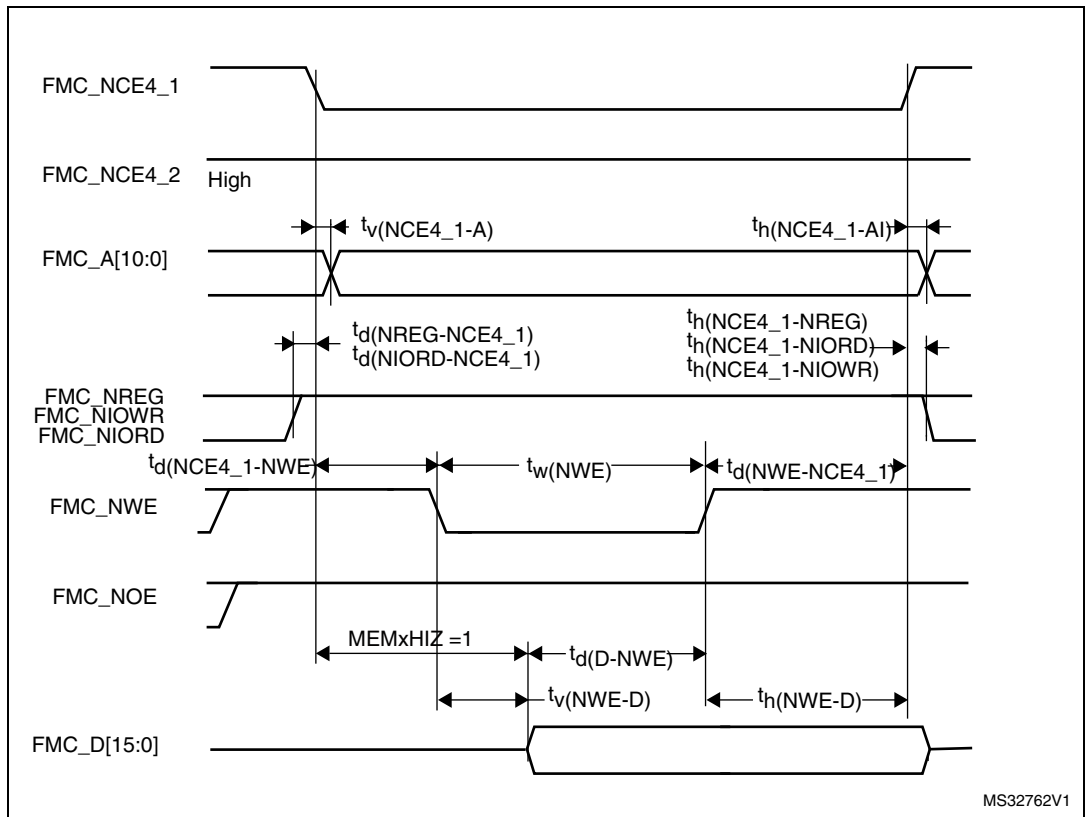 FMC_NCE4_1
FMC_NCE4_2 High
tv(NCE4_1-A) th(NCE4_1-AI)
FMC_A[10:0]
td(NREG-NCE4_1) th(NCE4_1-NREG)
td(NIORD-NCE4_1) th(NCE4_1-NIORD)
th(NCE4_1-NIOWR)
FMC_NREG
FMC_NIOWR
FMC_NIORD
td(NCE4_1-NWE) tw(NWE) td(NWE-NCE4_1)
FMC_NWE
FMC_NOE
MEMxHIZ =1 td(D-NWE)
tv(NWE-D) th(NWE-D)
FMC_D[15:0]
MS32762V1